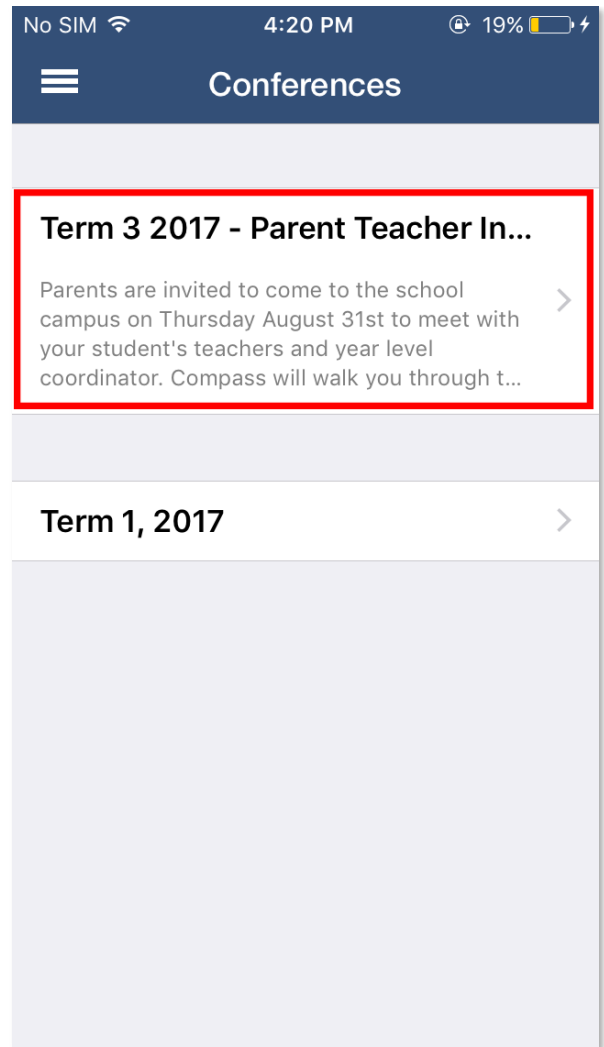 No SIM 4:20 PM 19%
Conferences
Term 3 2017 - Parent Teacher In...
Parents are invited to come to the school
campus on Thursday August 31st to meet with
your student's teachers and year level
coordinator. Compass will walk you through t...
Term 1, 2017